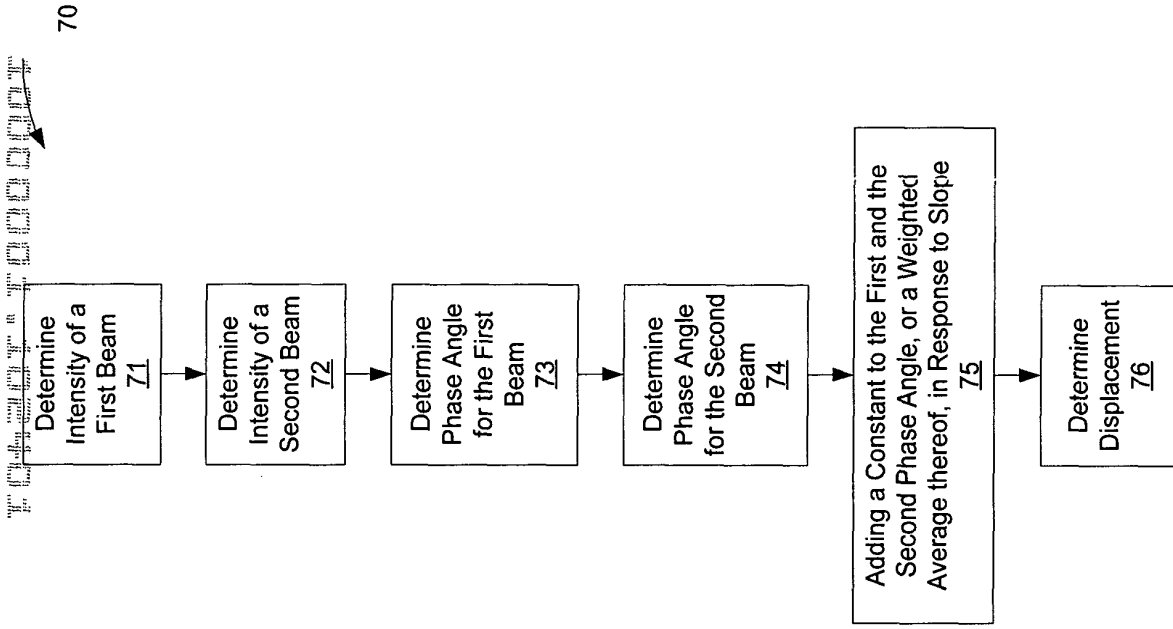 70
Determine
Intensity of a
First Beam
71
Determine
Intensity of a
Second Beam
72
Determine
Phase Angle
for the First
Beam
73
Determine
Phase Angle
for the Second
Beam
74
Adding a Constant to the First and the
Second Phase Angle, or a Weighted
Average thereof, in Response to Slope
75
Determine
Displacement
76